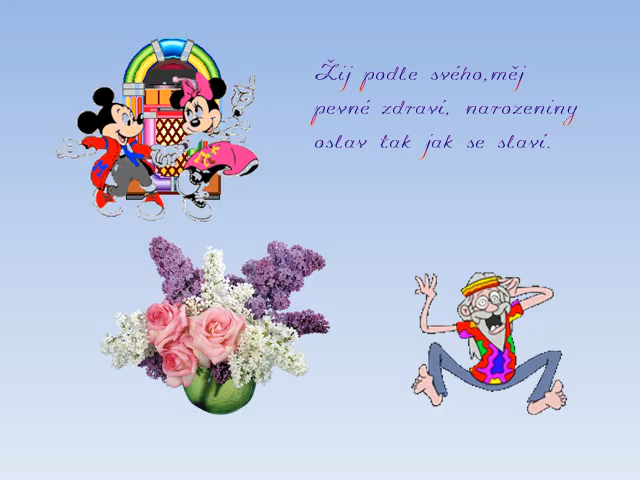 Žij podle svého,měj
pevné zdraví, narozeniny
oslav tak jak se slaví.